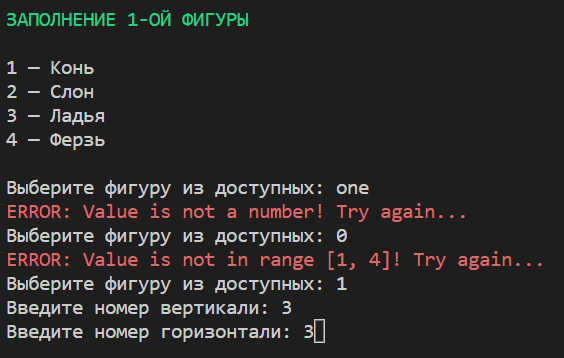 ЗАПОЛНЕНИЕ 1-ОЙ ФИГУРЫ
1 — Конь
2 — Слон
3 — Ладья
4 — Ферзь
Выберите фигуру из доступных: one
ERROR: Value is not a number! Try again...
Выберите фигуру из доступных: 0
ERROR: Value is not in range [1, 4]! Try again...
Выберите фигуру из доступных: 1
Введите номер вертикали: 3
Введите номер горизонтали: 3